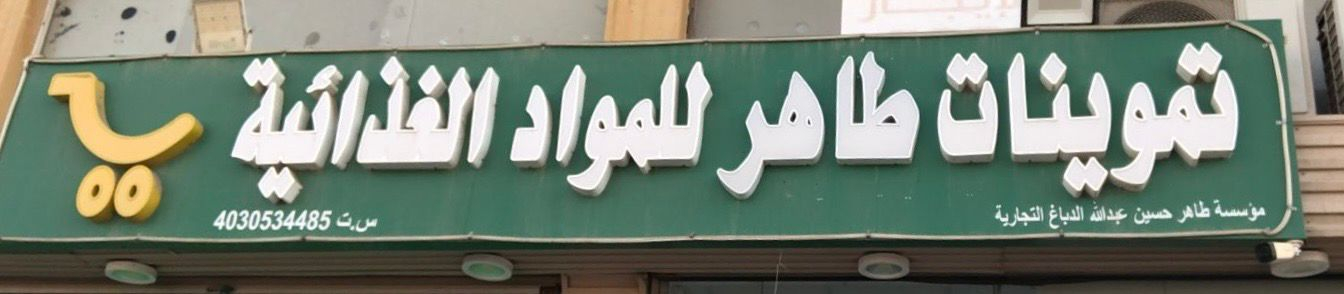 تموينات طاهر للمواد الغذائية
مؤسسة طاهر حسين عبدالله الدباغ التجارية
س.ت 4030534485